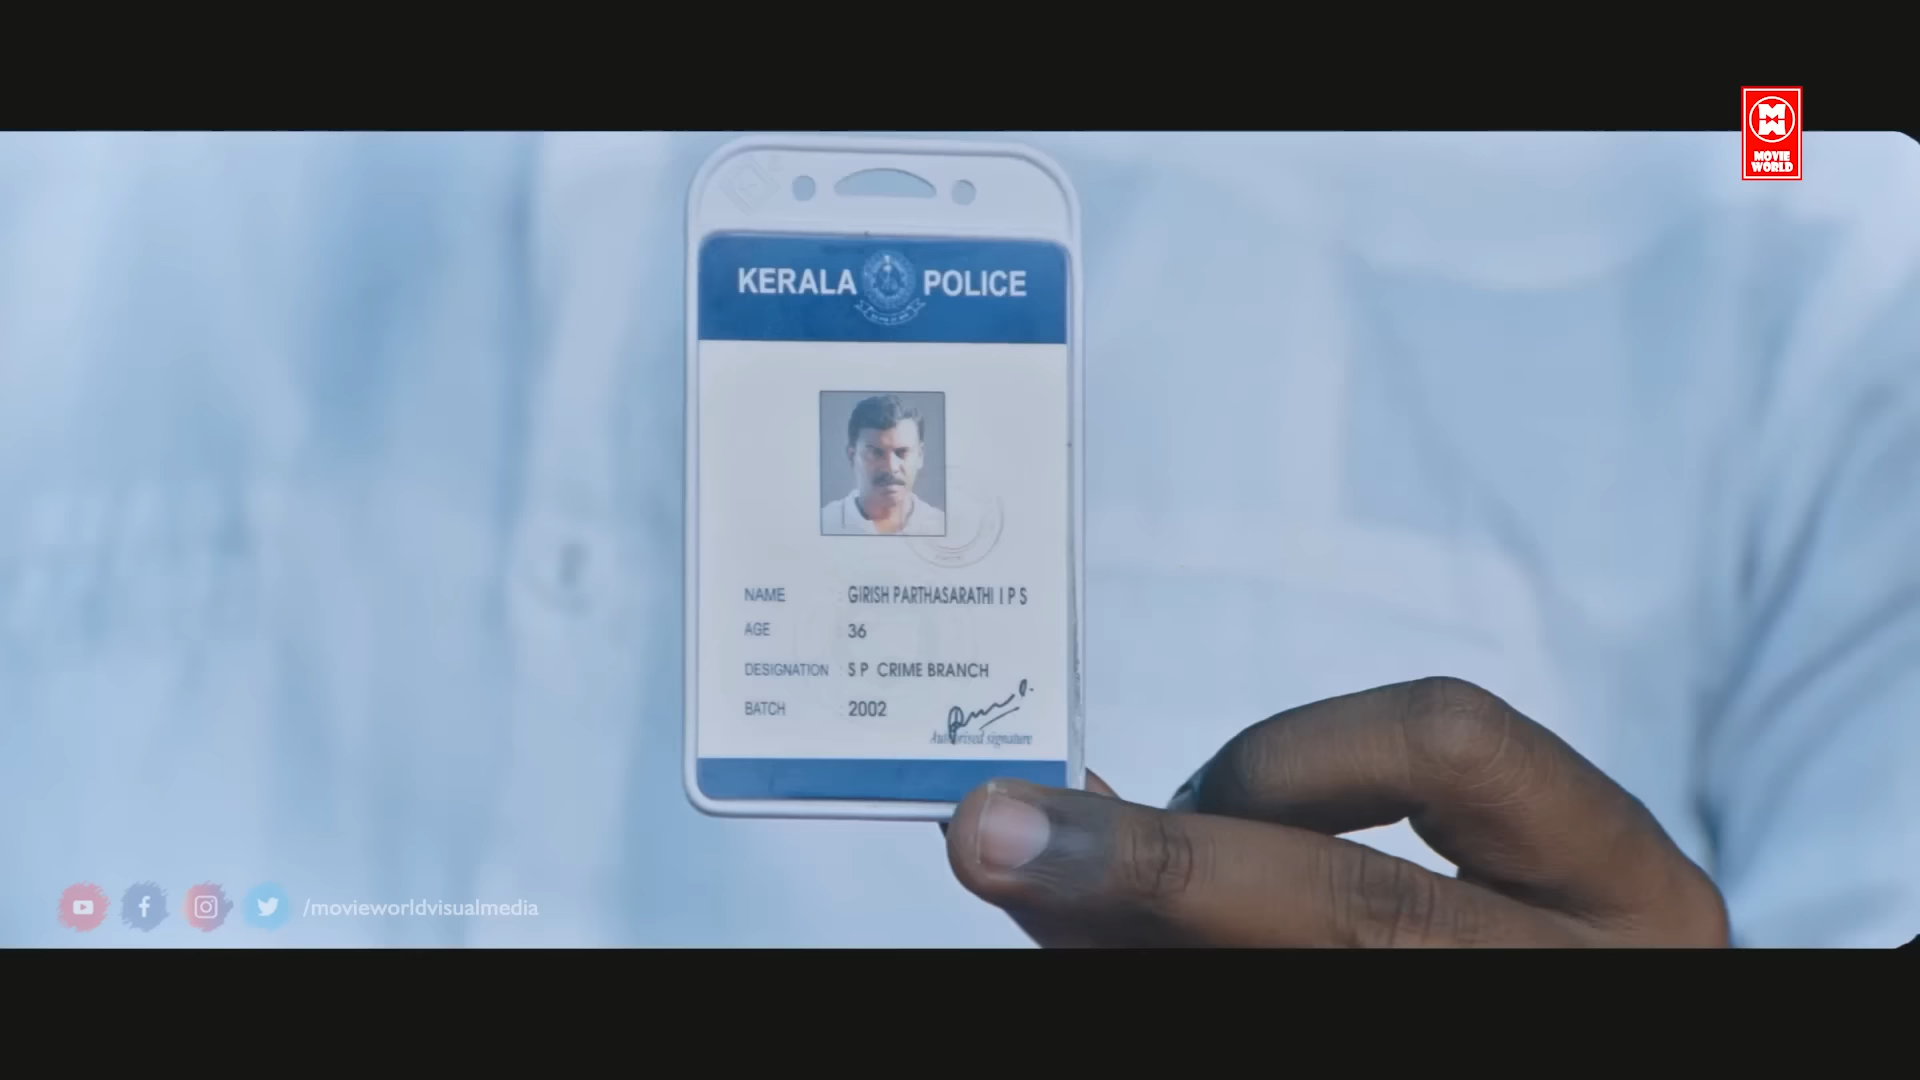 MOVIE
WORLD
KERALA POLICE
NAME GIRISH PARTHASARATHI I P S
AGE 36
DESIGNATION : S P CRIME BRANCH
BATCH 2002
Authorised signature
/movieworldvisualmedia